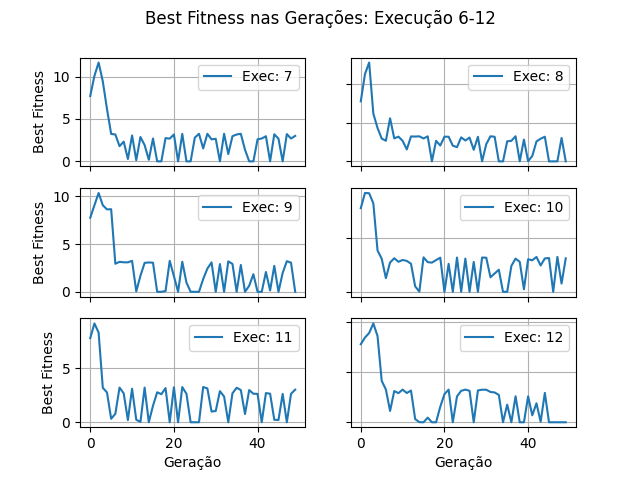 Best Fitness nas Gerações: Execução 6-12
Best Fitness
10
5
0
Exec: 7
Exec: 8
Best Fitness
10
5
0
Exec: 9
Exec: 10
Best Fitness
5
0
Exec: 11
Exec: 12
0
20
40
0
20
40
Geração
Geração